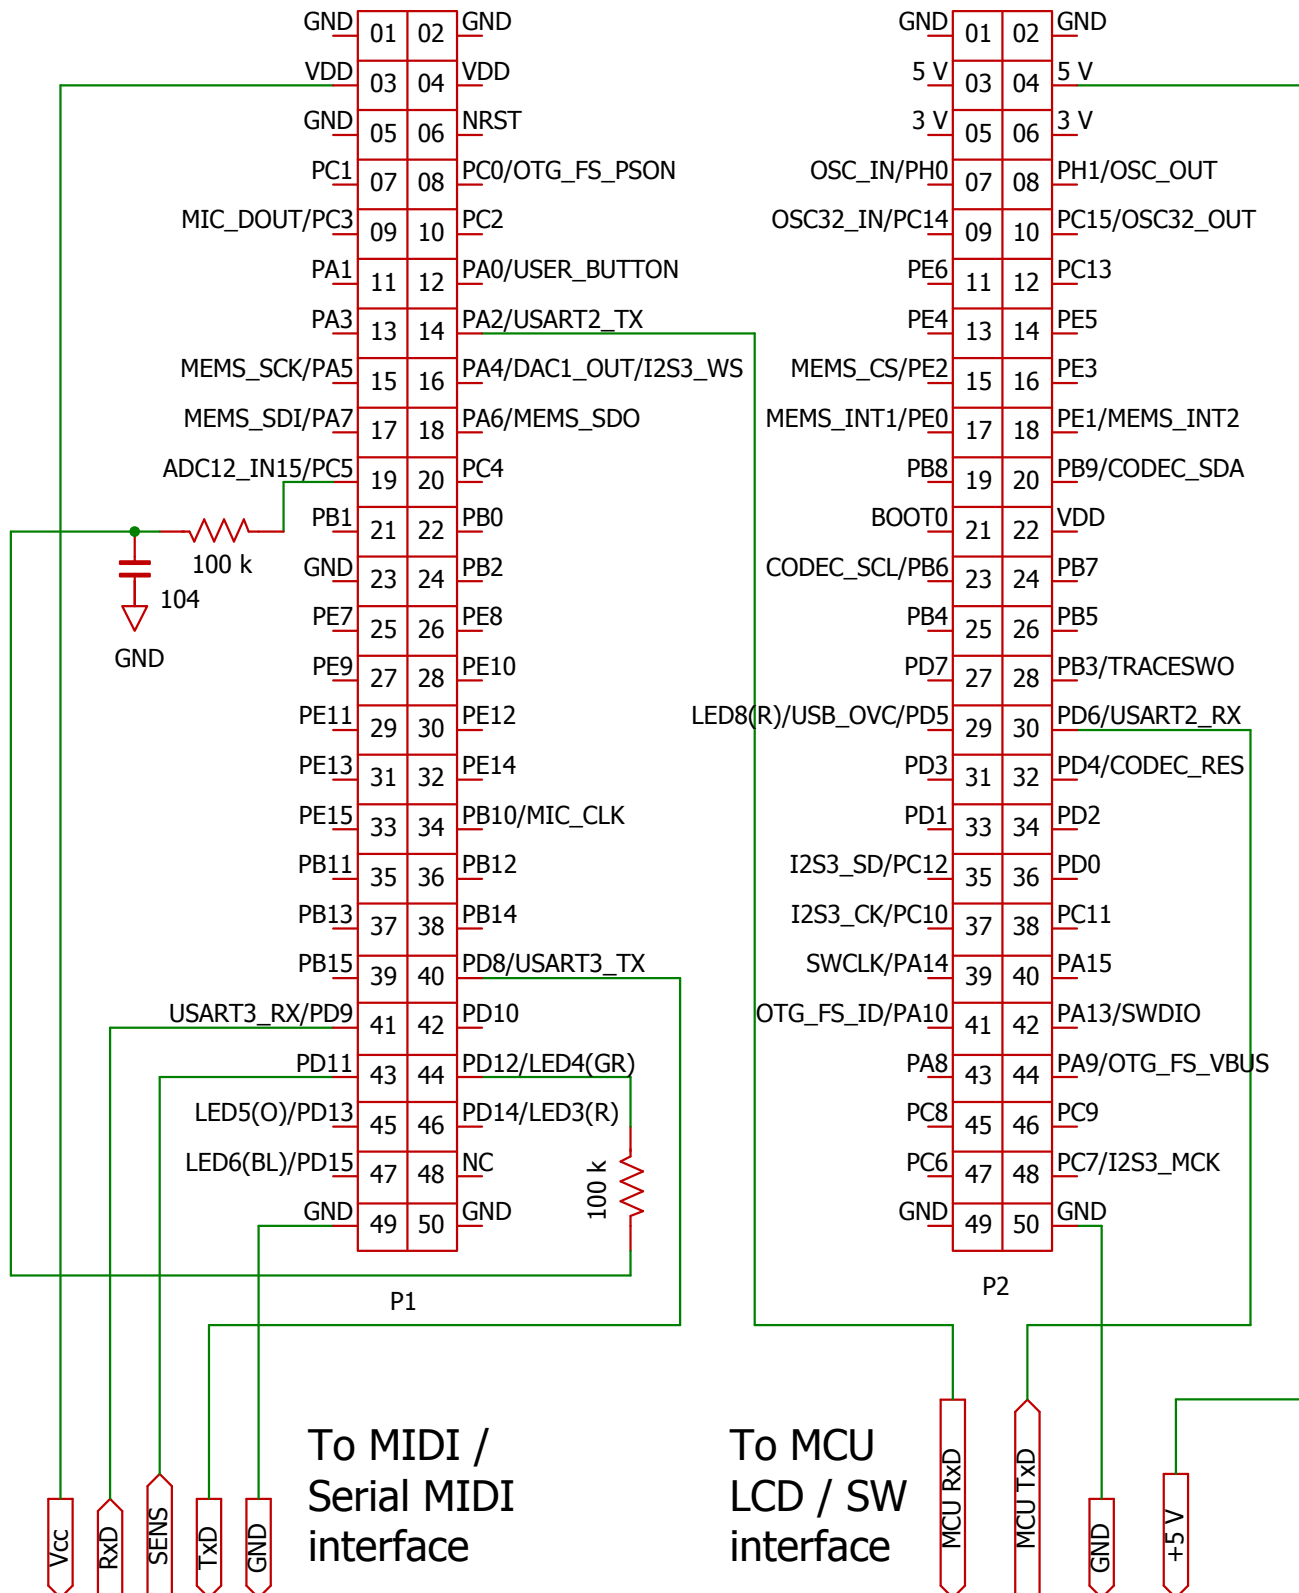 GND 01 02 GND
VDD 03 04 VDD
GND 05 06 NRST
PC1 07 08 PC0/OTG_FS_PSON
MIC_DOUT/PC3 09 10 PC2
PA1 11 12 PA0/USER_BUTTON
PA3 13 14 PA2/USART2_TX
MEMS_SCK/PA5 15 16 PA4/DAC1_OUT/I2S3_WS
MEMS_SDI/PA7 17 18 PA6/MEMS_SDO
ADC12_IN15/PC5 19 20 PC4
PB1 21 22 PB0
100 k
GND 23 24 PB2
104
PE7 25 26 PE8
GND
PE9 27 28 PE10
PE11 29 30 PE12
PE13 31 32 PE14
PE15 33 34 PB10/MIC_CLK
PB11 35 36 PB12
PB13 37 38 PB14
PB15 39 40 PD8/USART3_TX
USART3_RX/PD9 41 42 PD10
PD11 43 44 PD12/LED4(GR)
LED5(O)/PD13 45 46 PD14/LED3(R)
LED6(BL)/PD15 47 48 NC
100 k
GND 49 50 GND
P1
GND 01 02 GND
5 V 03 04 5 V
3 V 05 06 3 V
OSC_IN/PH0 07 08 PH1/OSC_OUT
OSC32_IN/PC14 09 10 PC15/OSC32_OUT
PE6 11 12 PC13
PE4 13 14 PE5
MEMS_CS/PE2 15 16 PE3
MEMS_INT1/PE0 17 18 PE1/MEMS_INT2
PB8 19 20 PB9/CODEC_SDA
BOOT0 21 22 VDD
CODEC_SCL/PB6 23 24 PB7
PB4 25 26 PB5
PD7 27 28 PB3/TRACESWO
LED8(R)/USB_OVC/PD5 29 30 PD6/USART2_RX
PD3 31 32 PD4/CODEC_RES
PD1 33 34 PD2
I2S3_SD/PC12 35 36 PD0
I2S3_CK/PC10 37 38 PC11
SWCLK/PA14 39 40 PA15
OTG_FS_ID/PA10 41 42 PA13/SWDIO
PA8 43 44 PA9/OTG_FS_VBUS
PC8 45 46 PC9
PC6 47 48 PC7/I2S3_MCK
GND 49 50 GND
P2
Vcc
RxD
SENS
TxD
GND
To MIDI /
Serial MIDI
interface
To MCU
LCD / SW
interface
MCU RxD
MCU TxD
GND
+5 V